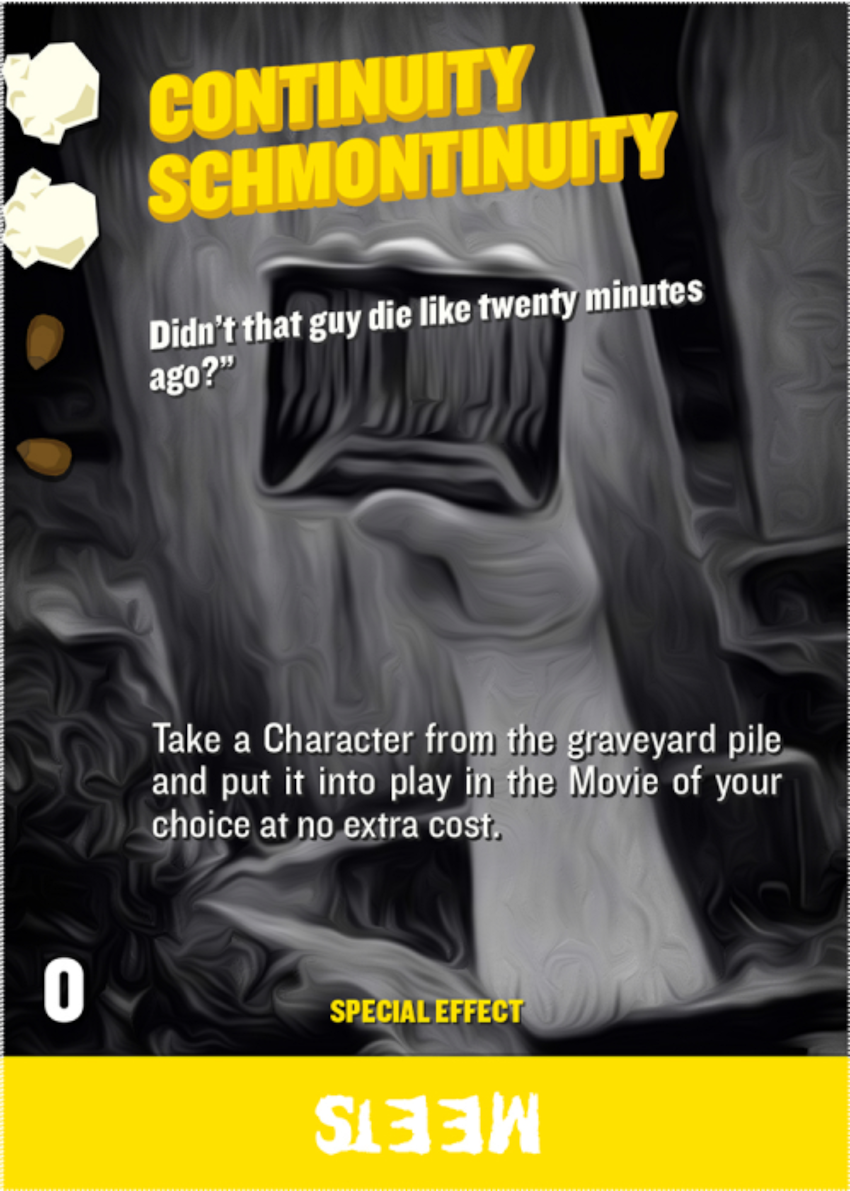 CONTINUITY
SCHMONTINUITY
Didn't that guy die like twenty minutes
ago?”
Take a Character from the graveyard pile
and put it into play in the Movie of your
choice at no extra cost.
0
SPECIAL EFFECT
MEETS